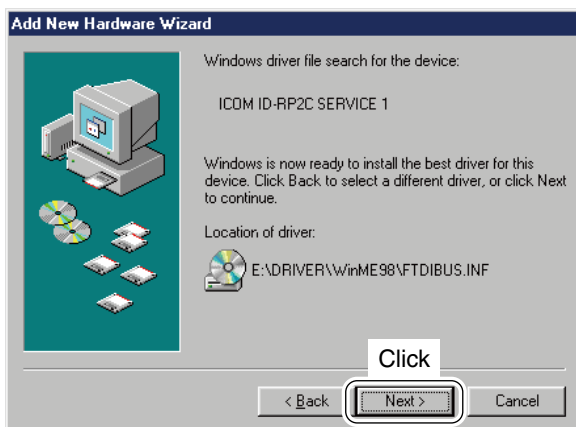 Add New Hardware Wizard
Windows driver file search for the device:
ICOM ID-RP2C SERVICE 1
Windows is now ready to install the best driver for this
device. Click Back to select a different driver, or click Next
to continue.
Location of driver:
E:\DRIVER\WinME98\FTDIBUS.INF
Click
< Back
Next >
Cancel